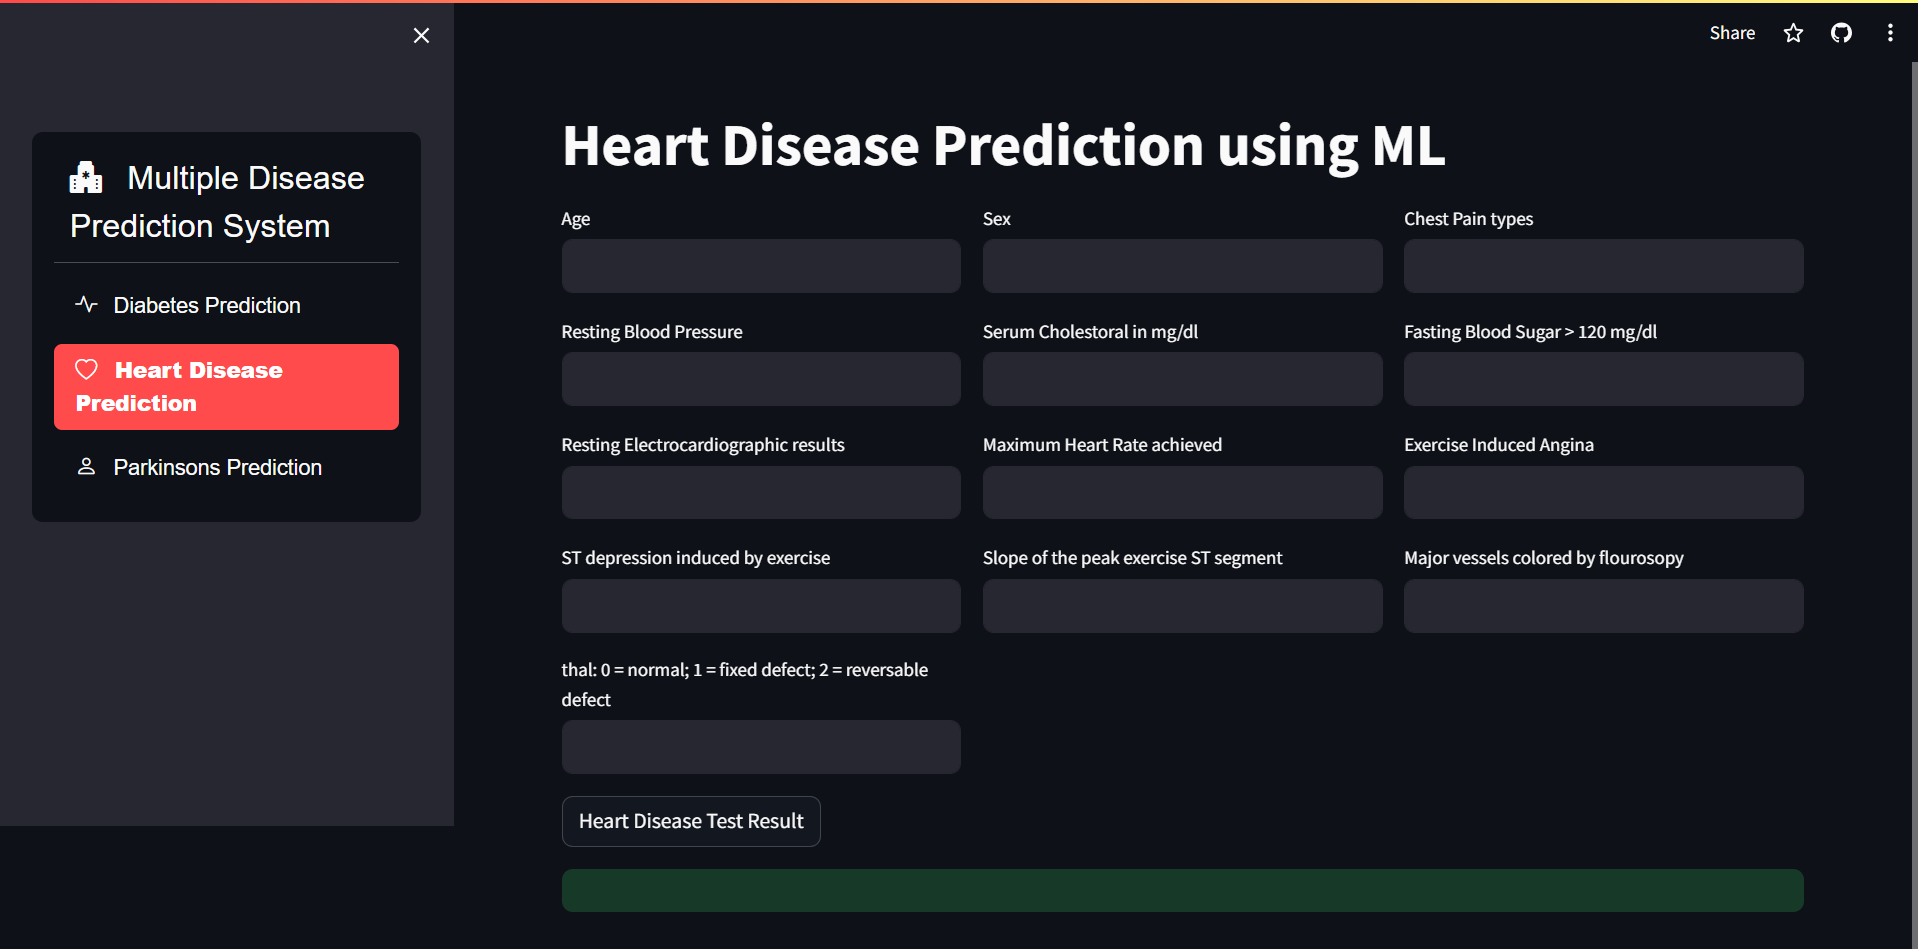 Share
Multiple Disease
Prediction System
Diabetes Prediction
Heart Disease
Prediction
Parkinsons Prediction
Heart Disease Prediction using ML
Age
Sex
Chest Pain types
Resting Blood Pressure
Serum Cholestoral in mg/dl
Fasting Blood Sugar > 120 mg/dl
Resting Electrocardiographic results
Maximum Heart Rate achieved
Exercise Induced Angina
ST depression induced by exercise
Slope of the peak exercise ST segment
Major vessels colored by flourosopy
thal: 0 = normal; 1 = fixed defect; 2 = reversable
defect
Heart Disease Test Result